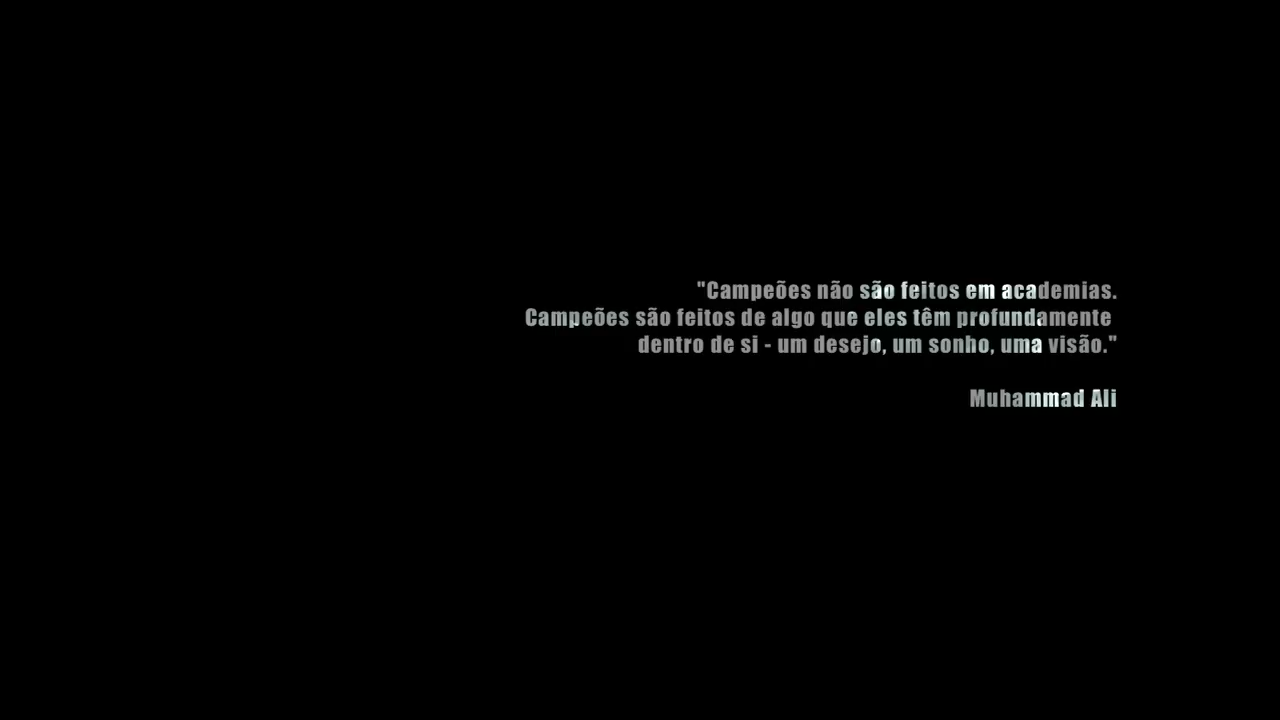 "Campeões não são feitos em academias.
Campeões são feitos de algo que eles têm profundamente
dentro de si - um desejo, um sonho, uma visão."
Muhammad Ali